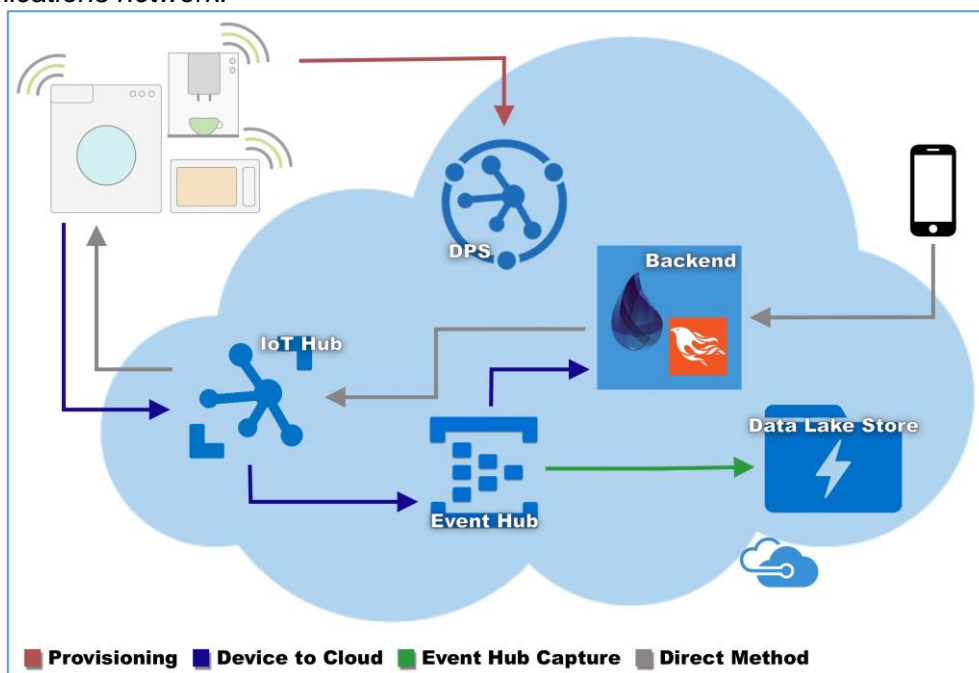 DPS
Backend
IoT Hub
Data Lake Store
Event Hub
Provisioning Device to Cloud Event Hub Capture Direct Method